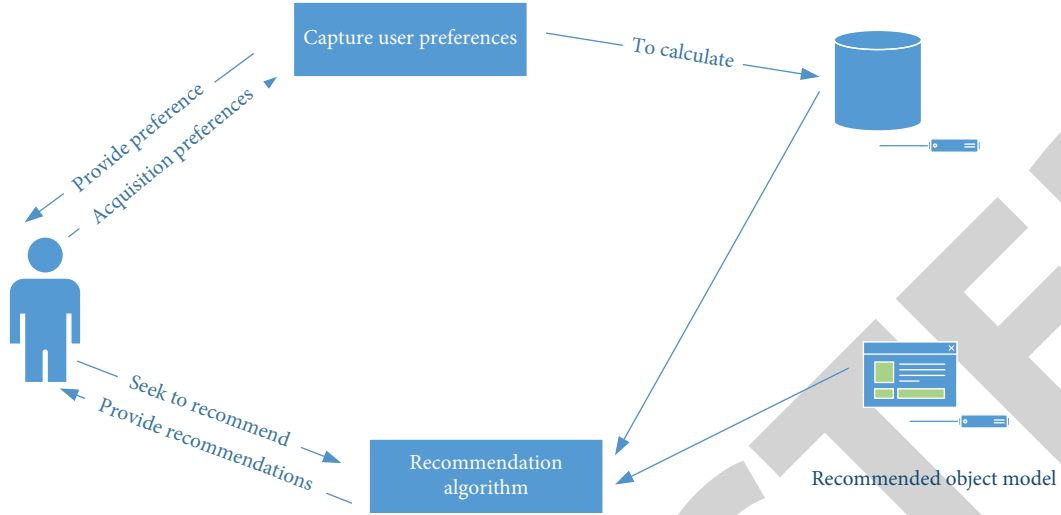 Capture user preferences
To calculate
Provide preference
Acquisition preferences
Seek to recommend
Provide recommendations
Recommendation
algorithm
Recommended object model